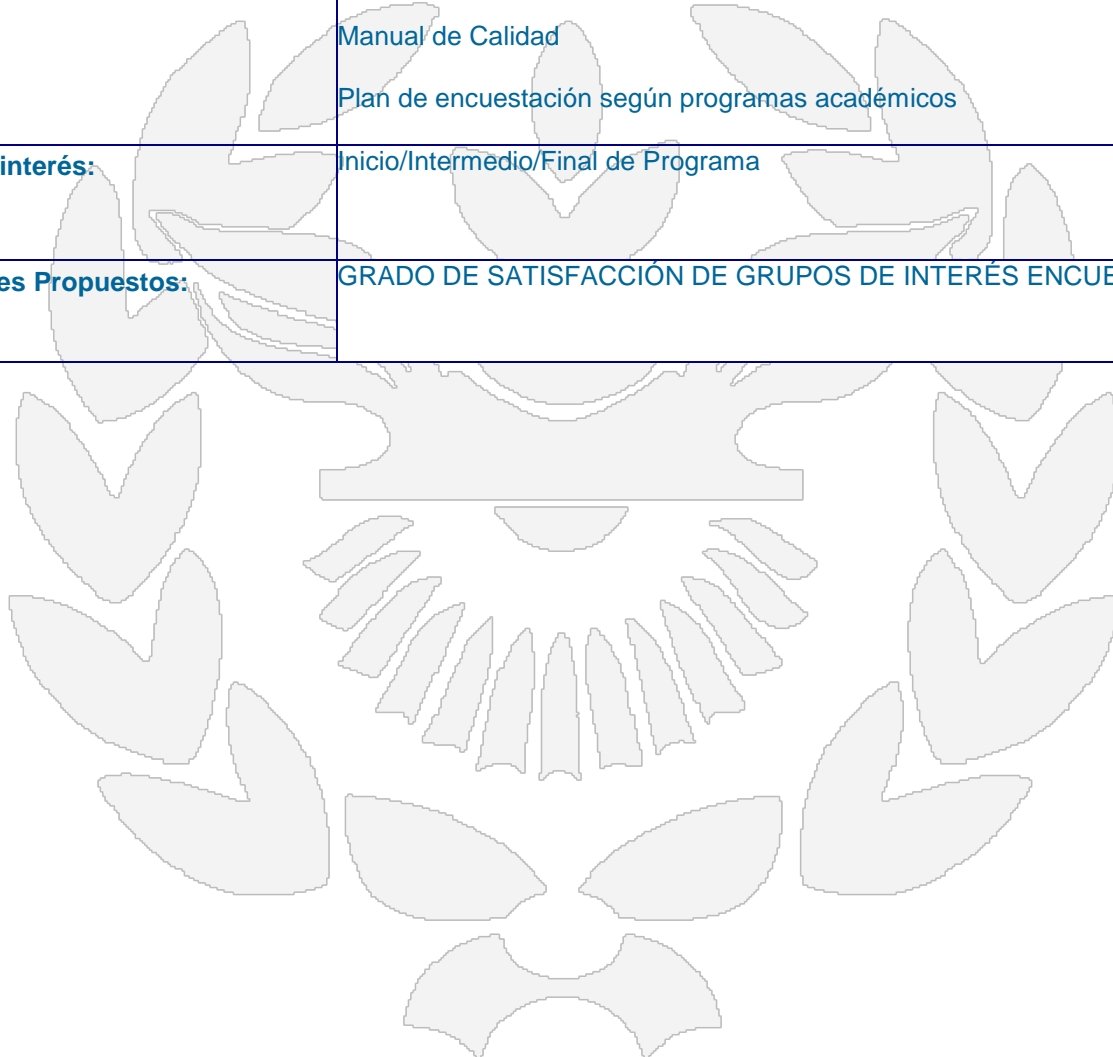 Manual de Calidad
Plan de encuestación según programas académicos
interés: Inicio/Intermedio/Final de Programa
es Propuestos: GRADO DE SATISFACCIÓN DE GRUPOS DE INTERÉS ENCUE